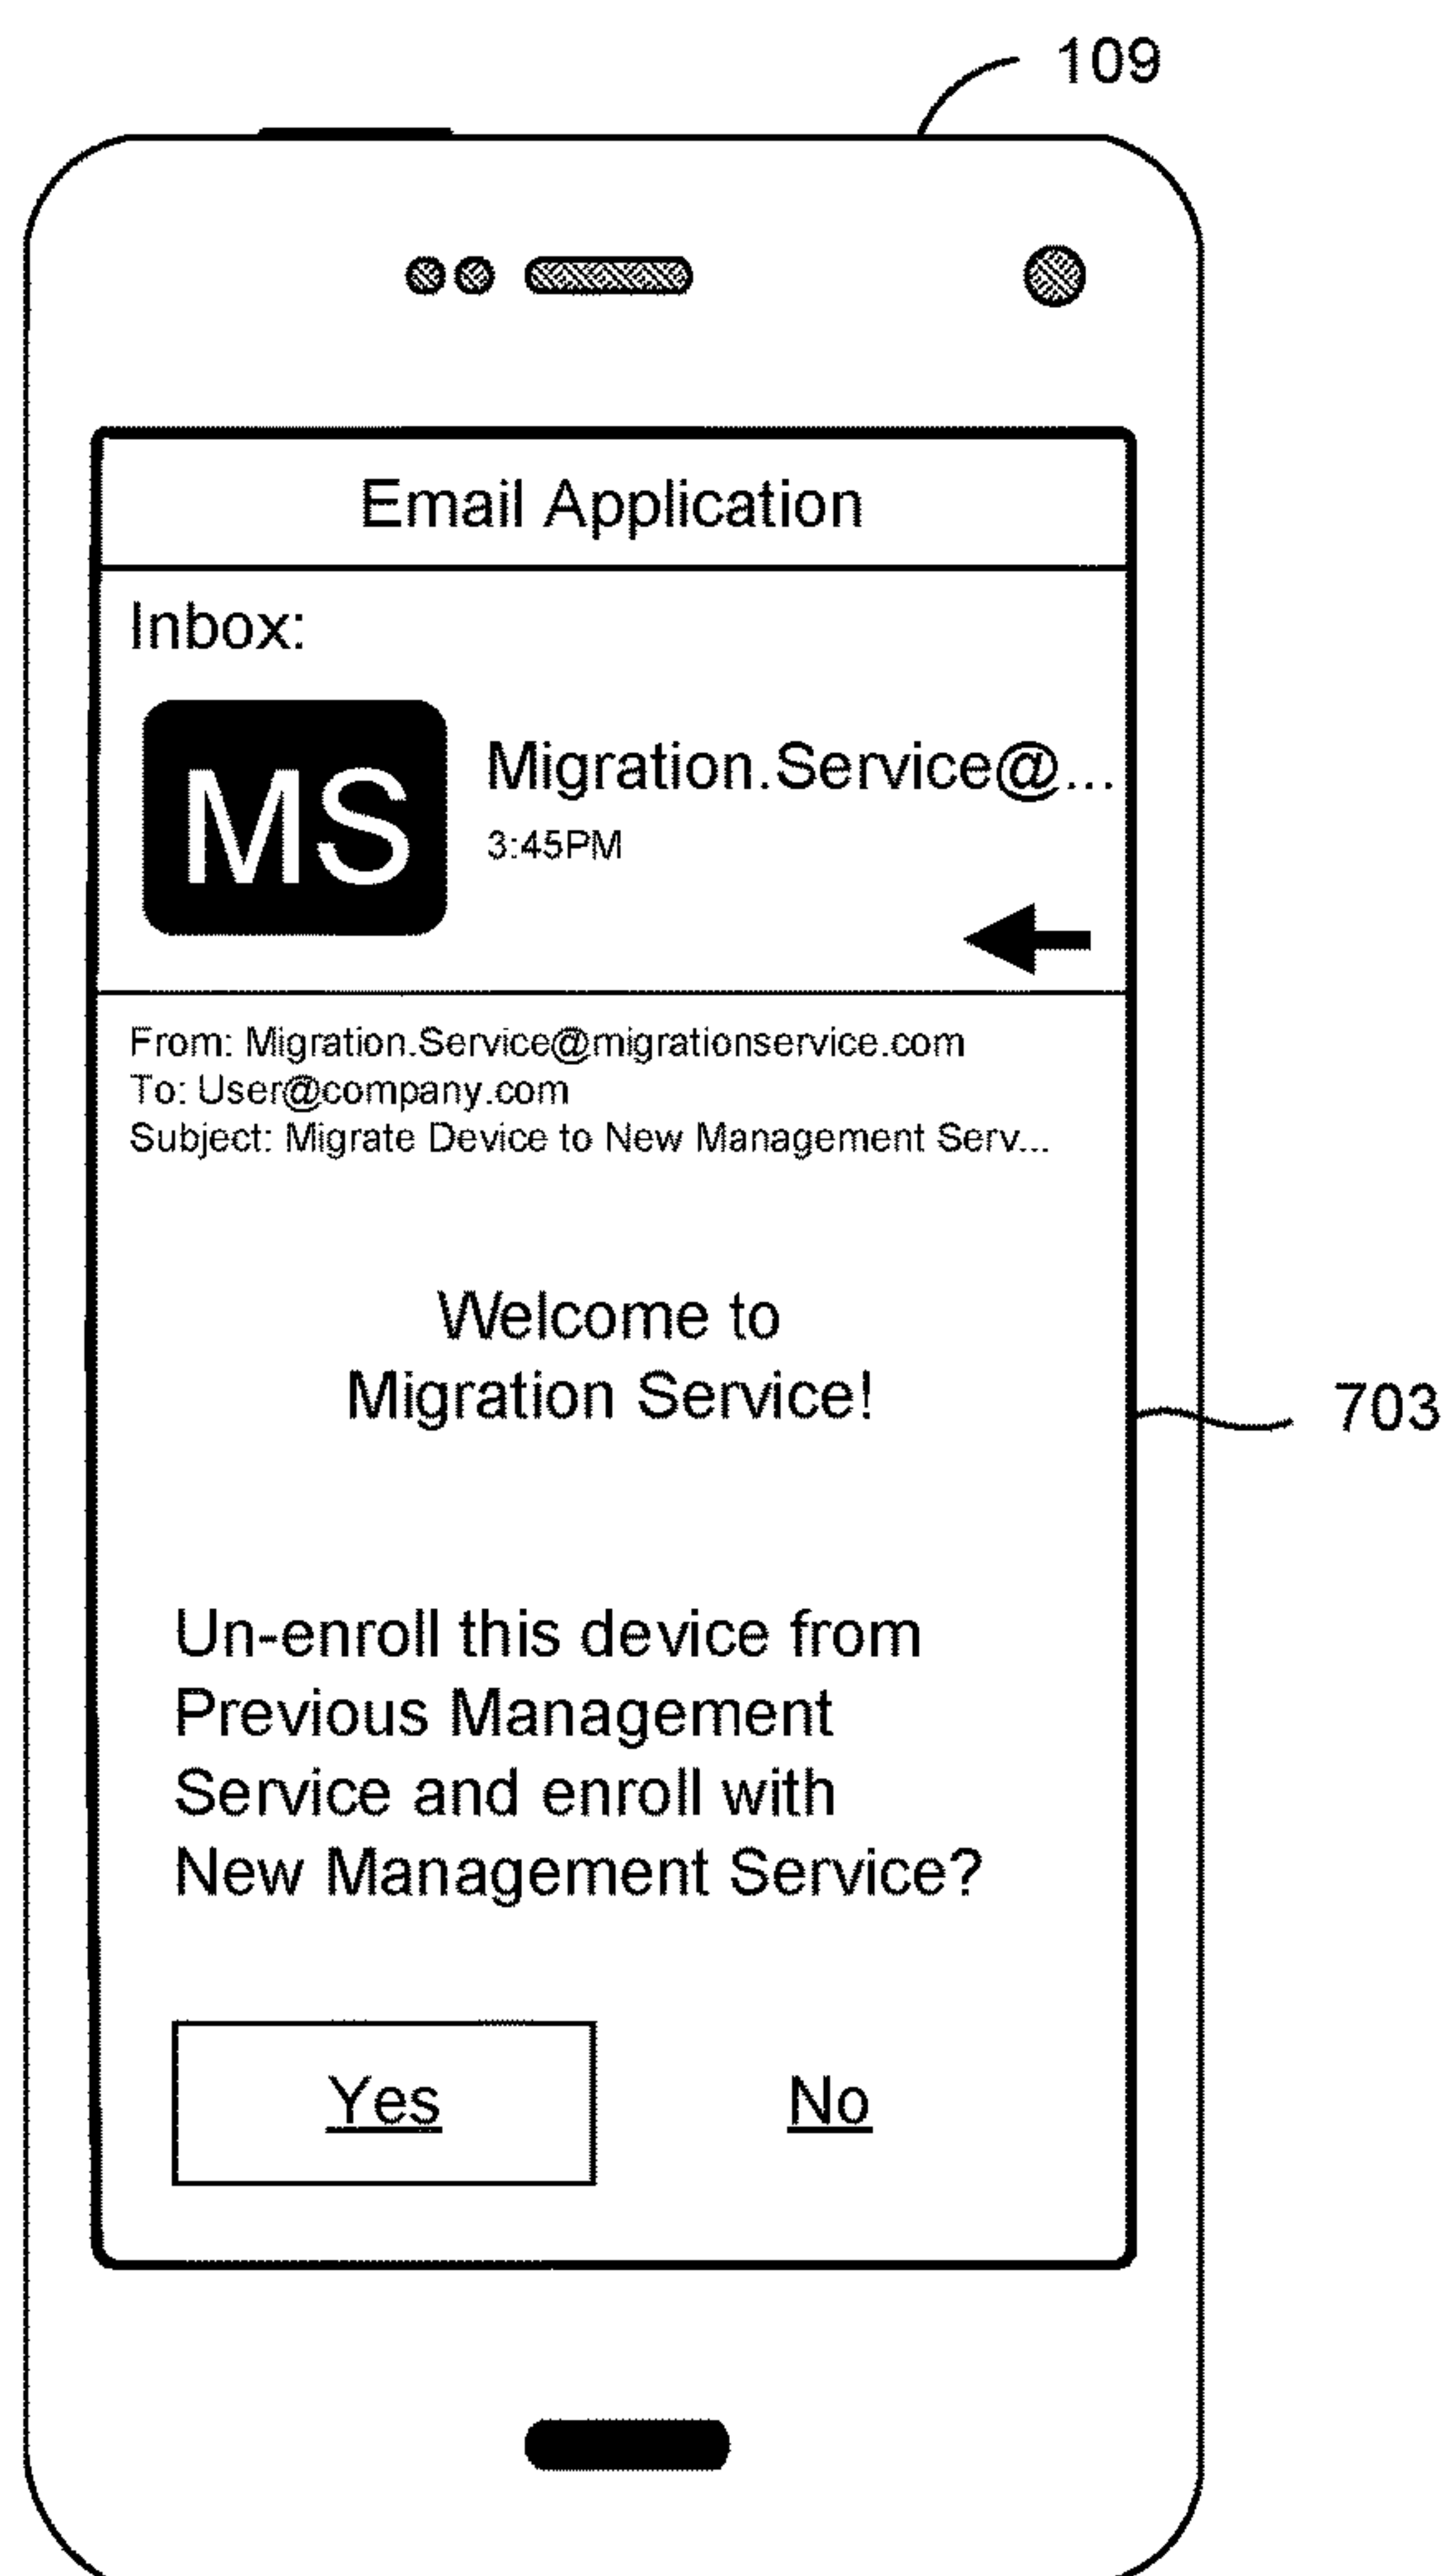 109
Email Application
Inbox:
MS
Migration.Service@...
3:45PM
From: Migration.Service@migrationservice.com
To: User@company.com
Subject: Migrate Device to New Management Serv...
Welcome to
Migration Service!
703
Un-enroll this device from
Previous Management
Service and enroll with
New Management Service?
Yes
No